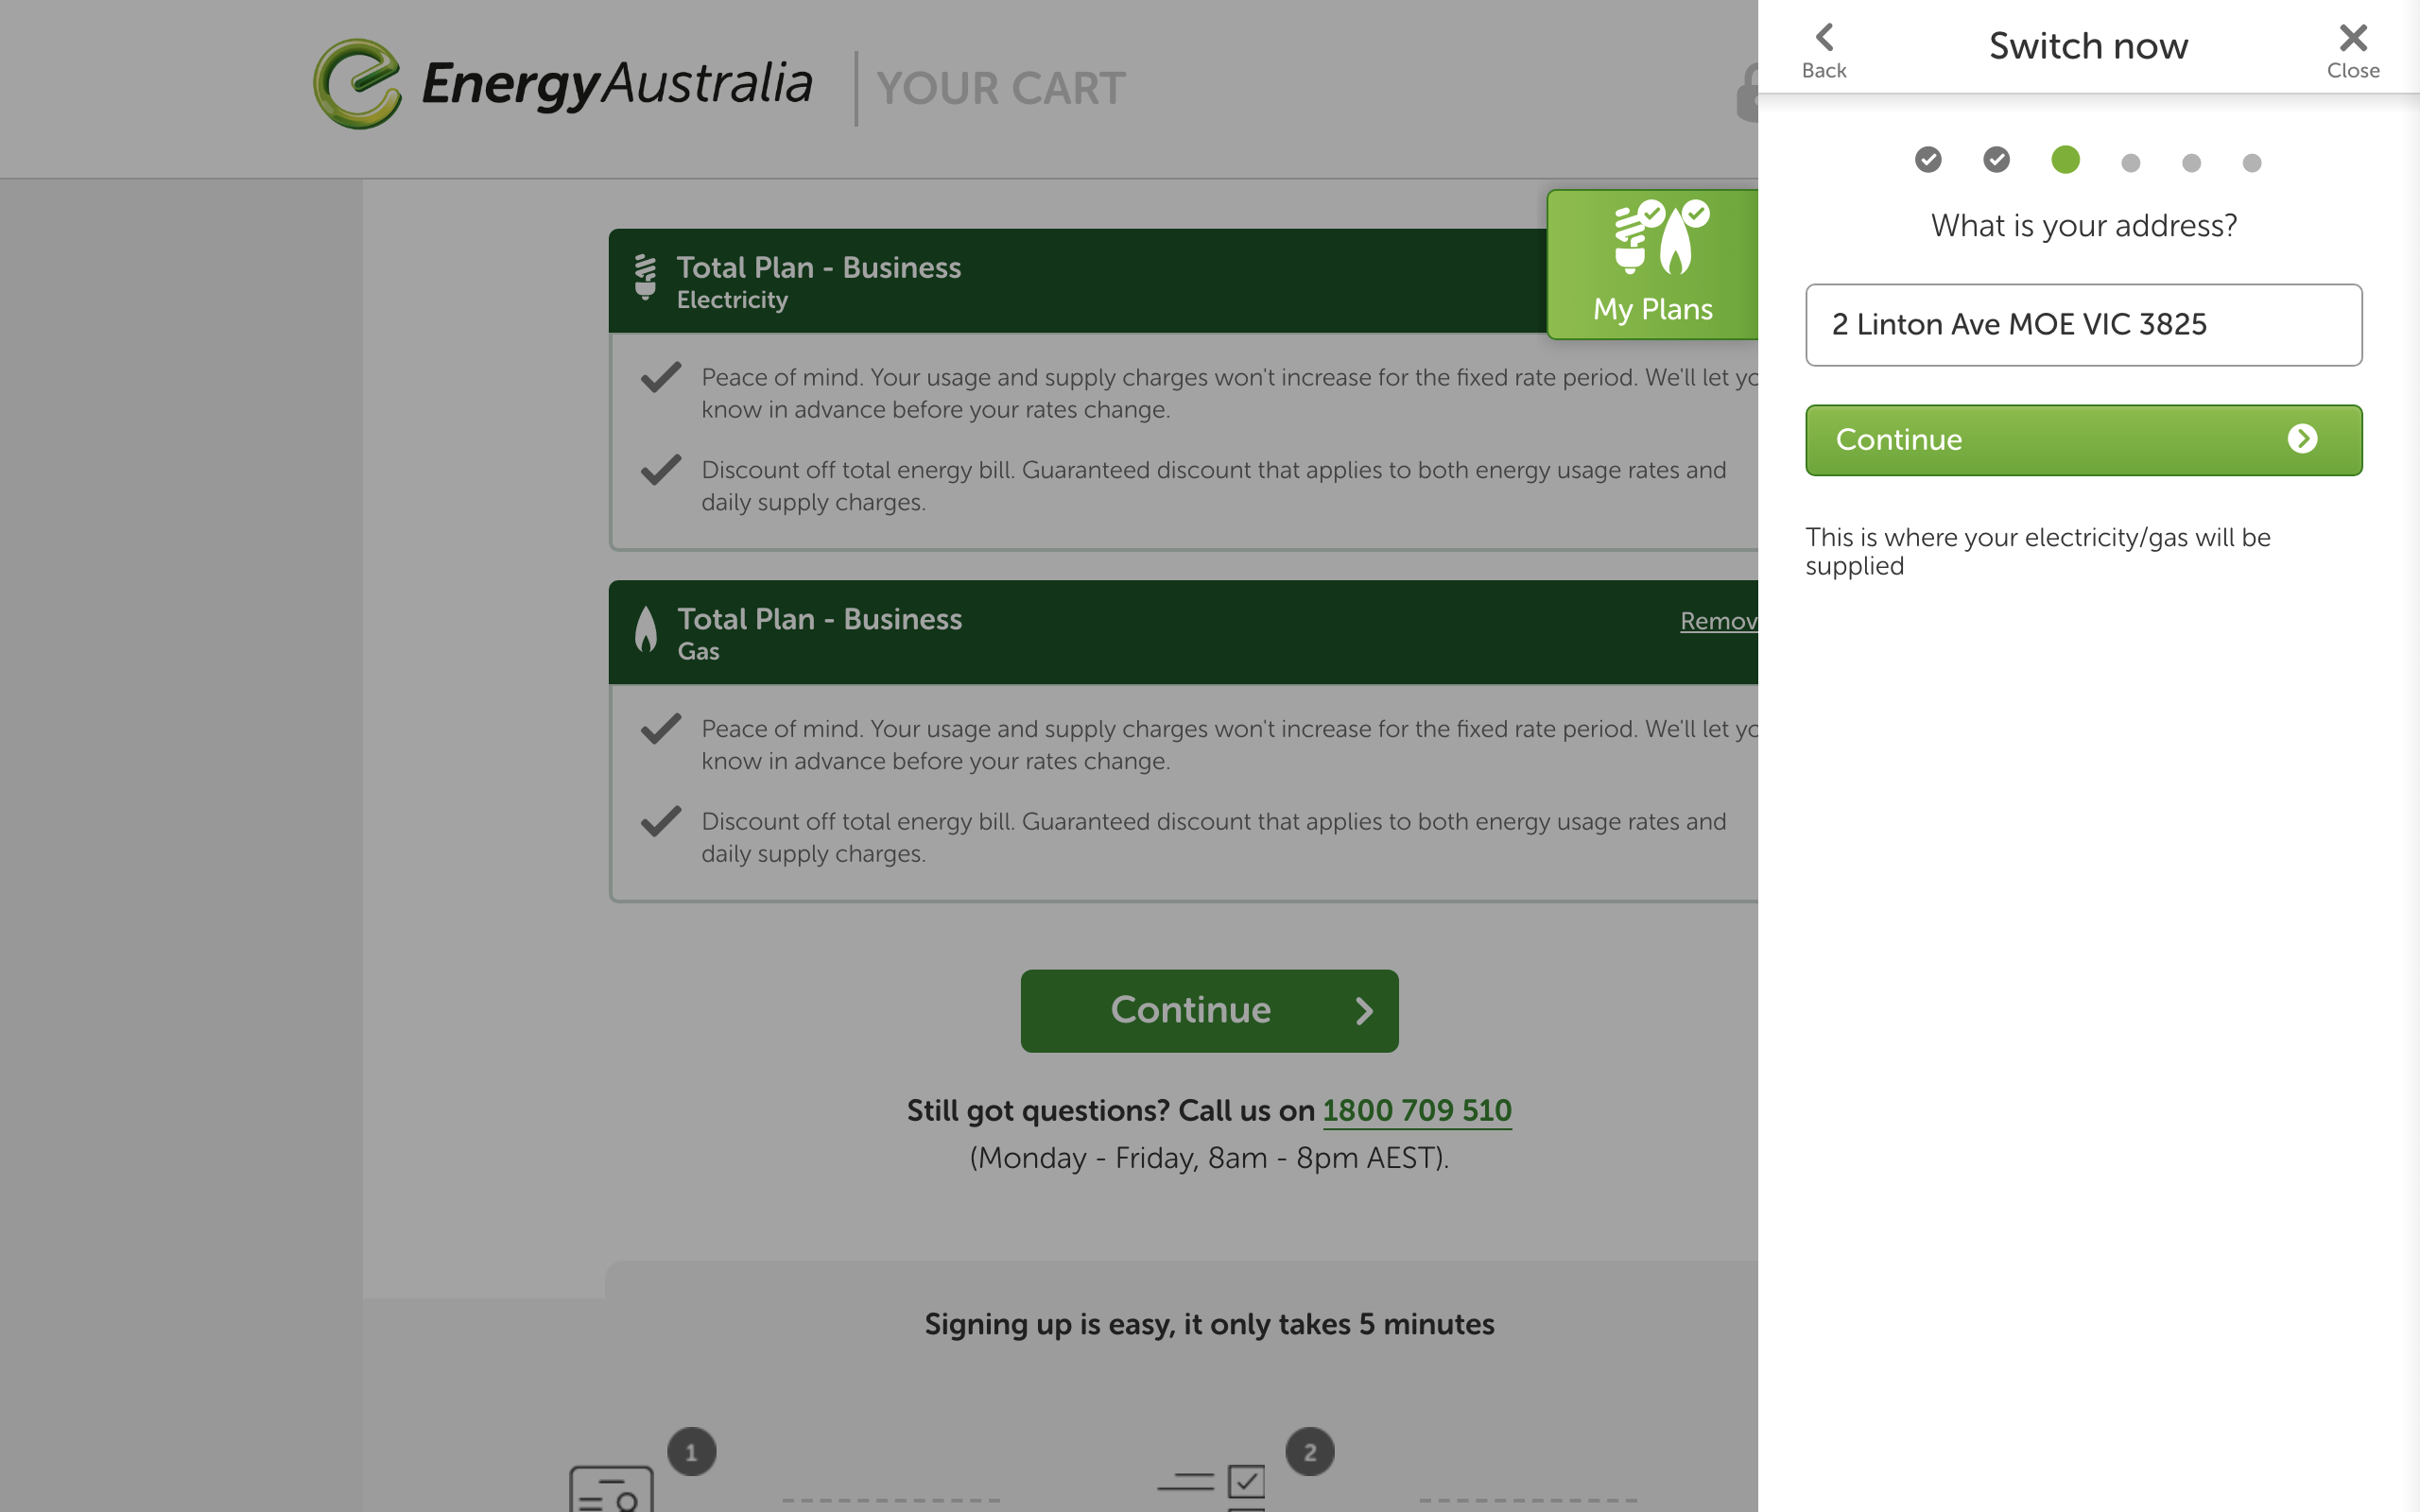 EnergyAustralia
YOUR CART
Total Plan - Business
Electricity
My Plans
Peace of mind. Your usage and supply charges won't increase for the fixed rate period. We'll let yo
know in advance before your rates change.
Discount off total energy bill. Guaranteed discount that applies to both energy usage rates and
daily supply charges.
Total Plan - Business
Gas
Remov
Peace of mind. Your usage and supply charges won't increase for the fixed rate period. We'll let yo
know in advance before your rates change.
Discount off total energy bill. Guaranteed discount that applies to both energy usage rates and
daily supply charges.
Continue
Still got questions? Call us on 1800 709 510
(Monday - Friday, 8am - 8pm AEST).
Signing up is easy, it only takes 5 minutes
1
2
Back
Switch now
Close
What is your address?
2 Linton Ave MOE VIC 3825
Continue
This is where your electricity/gas will be
supplied